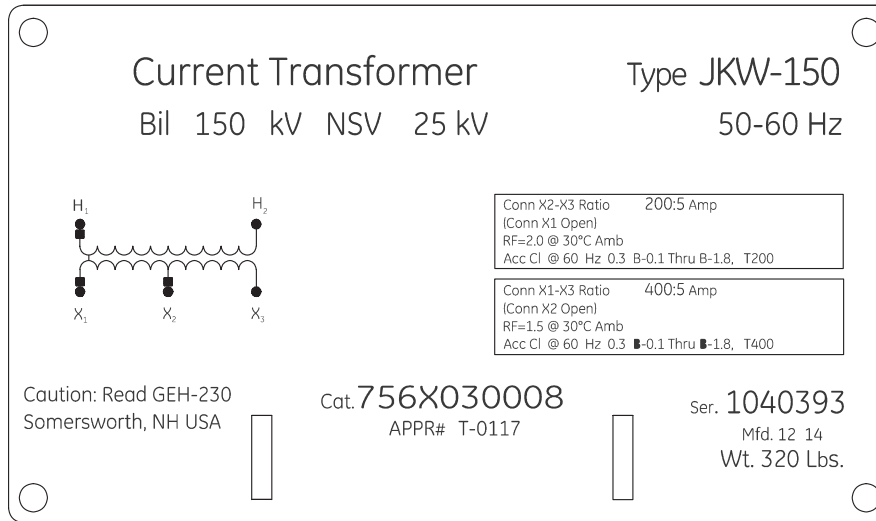 Current Transformer Type JKW-150
Bil 150 kV NSV 25 kV 50-60 Hz
H1 H2
X1 X2 X3
Conn X2-X3 Ratio 200:5 Amp
(Conn X1 Open)
RF=2.0 @ 30°C Amb
Acc Cl @ 60 Hz 0.3 B-0.1 Thru B-1.8, T200
Conn X1-X3 Ratio 400:5 Amp
(Conn X2 Open)
RF=1.5 @ 30°C Amb
Acc Cl @ 60 Hz 0.3 B-0.1 Thru B-1.8, T400
Caution: Read GEH-230
Somersworth, NH USA
Cat. 756X030008
APPR# T-0117
Ser. 1040393
Mfd. 12 14
Wt. 320 Lbs.